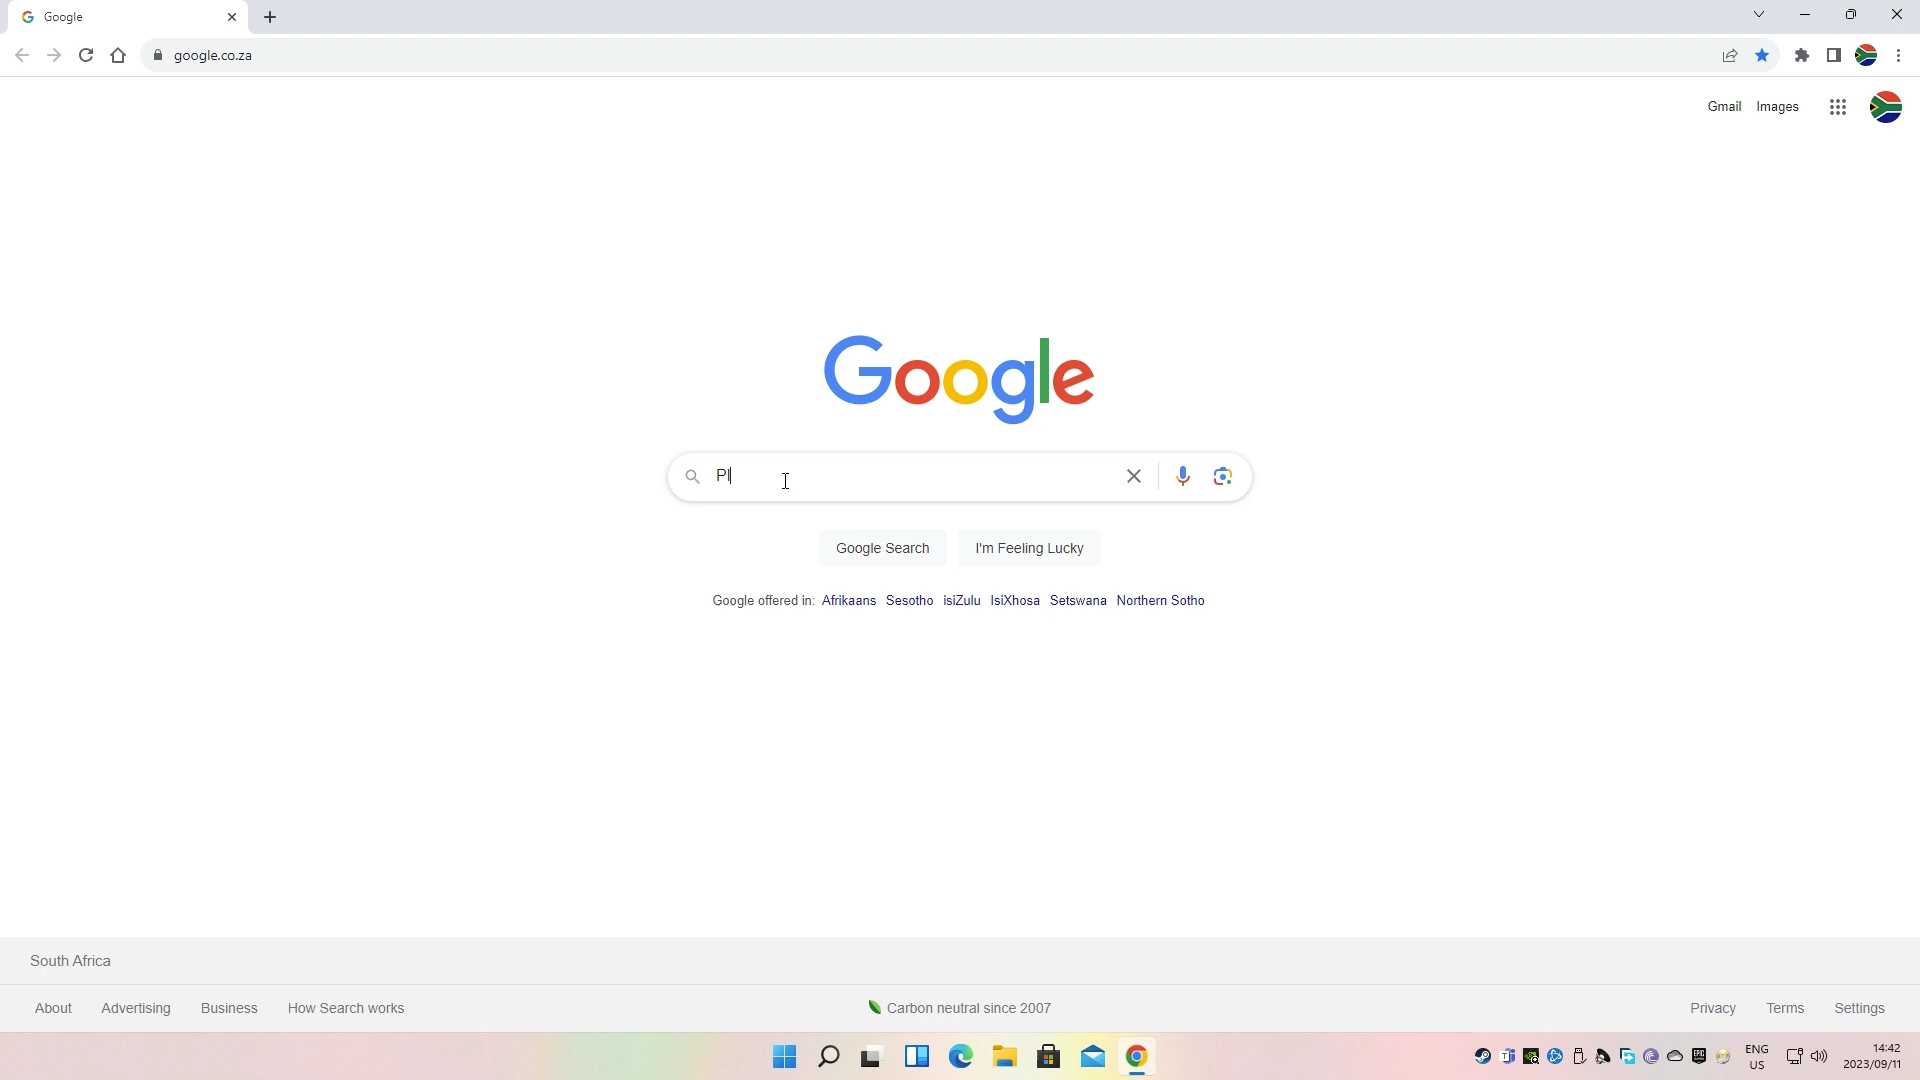 Google
google.co.za
Gmail Images
Google
Pl
Google Search I'm Feeling Lucky
Google offered in: Afrikaans Sesotho isiZulu IsiXhosa Setswana Northern Sotho
South Africa
About Advertising Business How Search works Carbon neutral since 2007 Privacy Terms Settings
ENG 14:42
US 2023/09/11